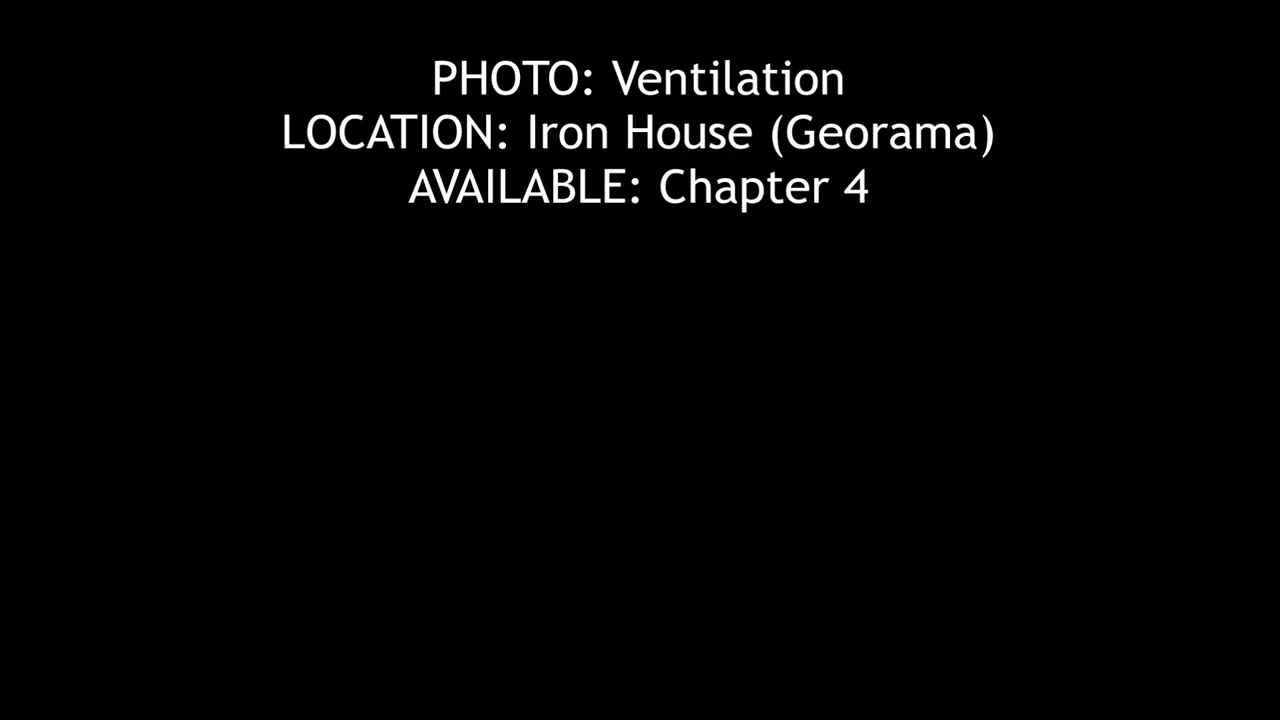 PHOTO: Ventilation
LOCATION: Iron House (Georama)
AVAILABLE: Chapter 4